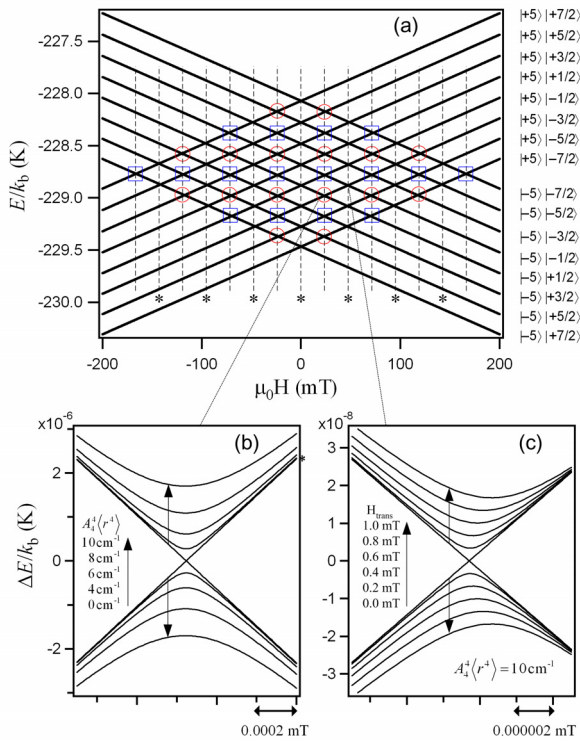 (a)
E/k_b (K)
-227.5
-228.0
-228.5
-229.0
-229.5
-230.0
* * * * * * *
-200 -100 0 100 200
μ₀H (mT)
|+5⟩|+7/2⟩
|+5⟩|+5/2⟩
|+5⟩|+3/2⟩
|+5⟩|+1/2⟩
|+5⟩|−1/2⟩
|+5⟩|−3/2⟩
|+5⟩|−5/2⟩
|+5⟩|−7/2⟩
|−5⟩|−7/2⟩
|−5⟩|−5/2⟩
|−5⟩|−3/2⟩
|−5⟩|−1/2⟩
|−5⟩|+1/2⟩
|−5⟩|+3/2⟩
|−5⟩|+5/2⟩
|−5⟩|+7/2⟩
x10⁻⁶
(b)
ΔE/k_b (K)
2
1
0
-1
-2
*
A₄⁴⟨r⁴⟩
10cm⁻¹
8cm⁻¹
6cm⁻¹
4cm⁻¹
0cm⁻¹
0.0002 mT
x10⁻⁸
(c)
3
2
1
0
-1
-2
-3
H_trans
1.0 mT
0.8 mT
0.6 mT
0.4 mT
0.2 mT
0.0 mT
A₄⁴⟨r⁴⟩=10cm⁻¹
0.000002 mT